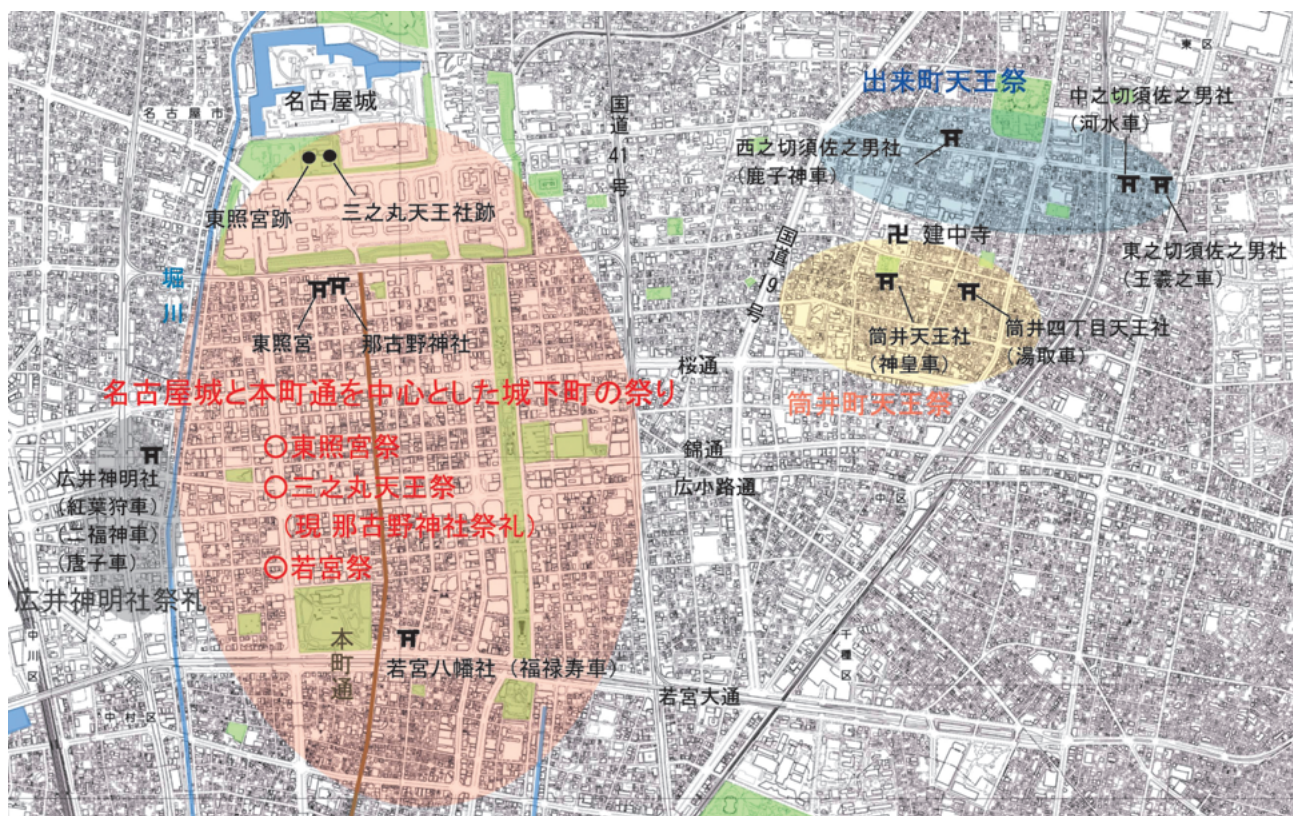 名古屋市
名古屋城
東照宮跡
三之丸天王社跡
堀川
東照宮
那古野神社
名古屋城と本町通を中心とした城下町の祭り
〇東照宮祭
〇三之丸天王祭
（現 那古野神社祭礼）
〇若宮祭
広井神明社
（紅葉狩車）
（二福神車）
（唐子車）
広井神明社祭礼
本町通
若宮八幡社（福禄寿車）
中川区
中村区
国道41号
国道19号
桜通
錦通
広小路通
中区
若宮大通
千種区
東区
出来町天王祭
西之切須佐之男社
（鹿子神車）
中之切須佐之男社
（河水車）
東之切須佐之男社
（王羲之車）
建中寺
筒井天王社
（神皇車）
筒井四丁目天王社
（湯取車）
筒井町天王祭